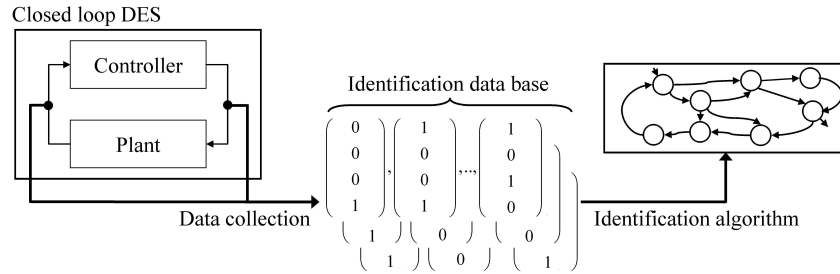 Closed loop DES
Controller
Plant
Data collection
Identification data base
0 1 1
0 0 0
0 , 0 ,..., 1
1 1 0
1 0 0
1 0 1
Identification algorithm